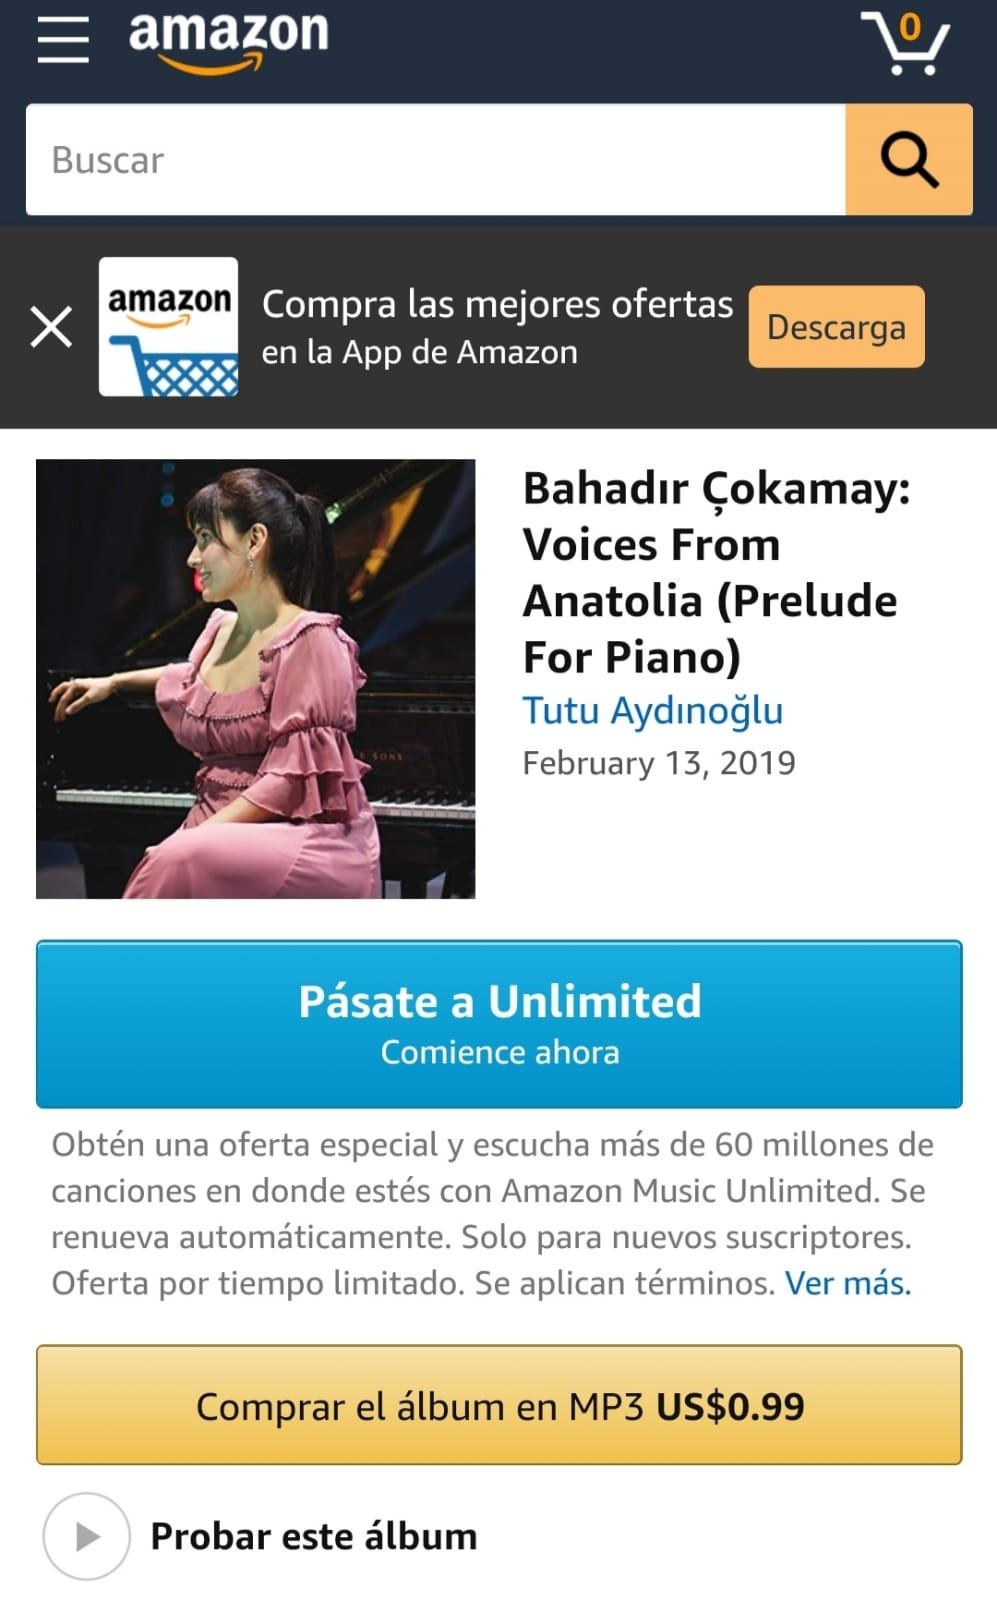 amazon
0
Buscar
amazon
Compra las mejores ofertas
en la App de Amazon
Descarga
Bahadır Çokamay:
Voices From
Anatolia (Prelude
For Piano)
Tutu Aydınoğlu
February 13, 2019
SONS
Pásate a Unlimited
Comience ahora
Obtén una oferta especial y escucha más de 60 millones de
canciones en donde estés con Amazon Music Unlimited. Se
renueva automáticamente. Solo para nuevos suscriptores.
Oferta por tiempo limitado. Se aplican términos. Ver más.
Comprar el álbum en MP3 US$0.99
Probar este álbum